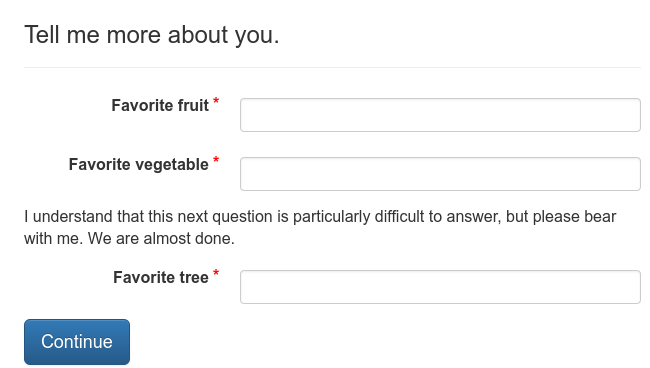 Tell me more about you.
Favorite fruit *
Favorite vegetable *
I understand that this next question is particularly difficult to answer, but please bear
with me. We are almost done.
Favorite tree *
Continue